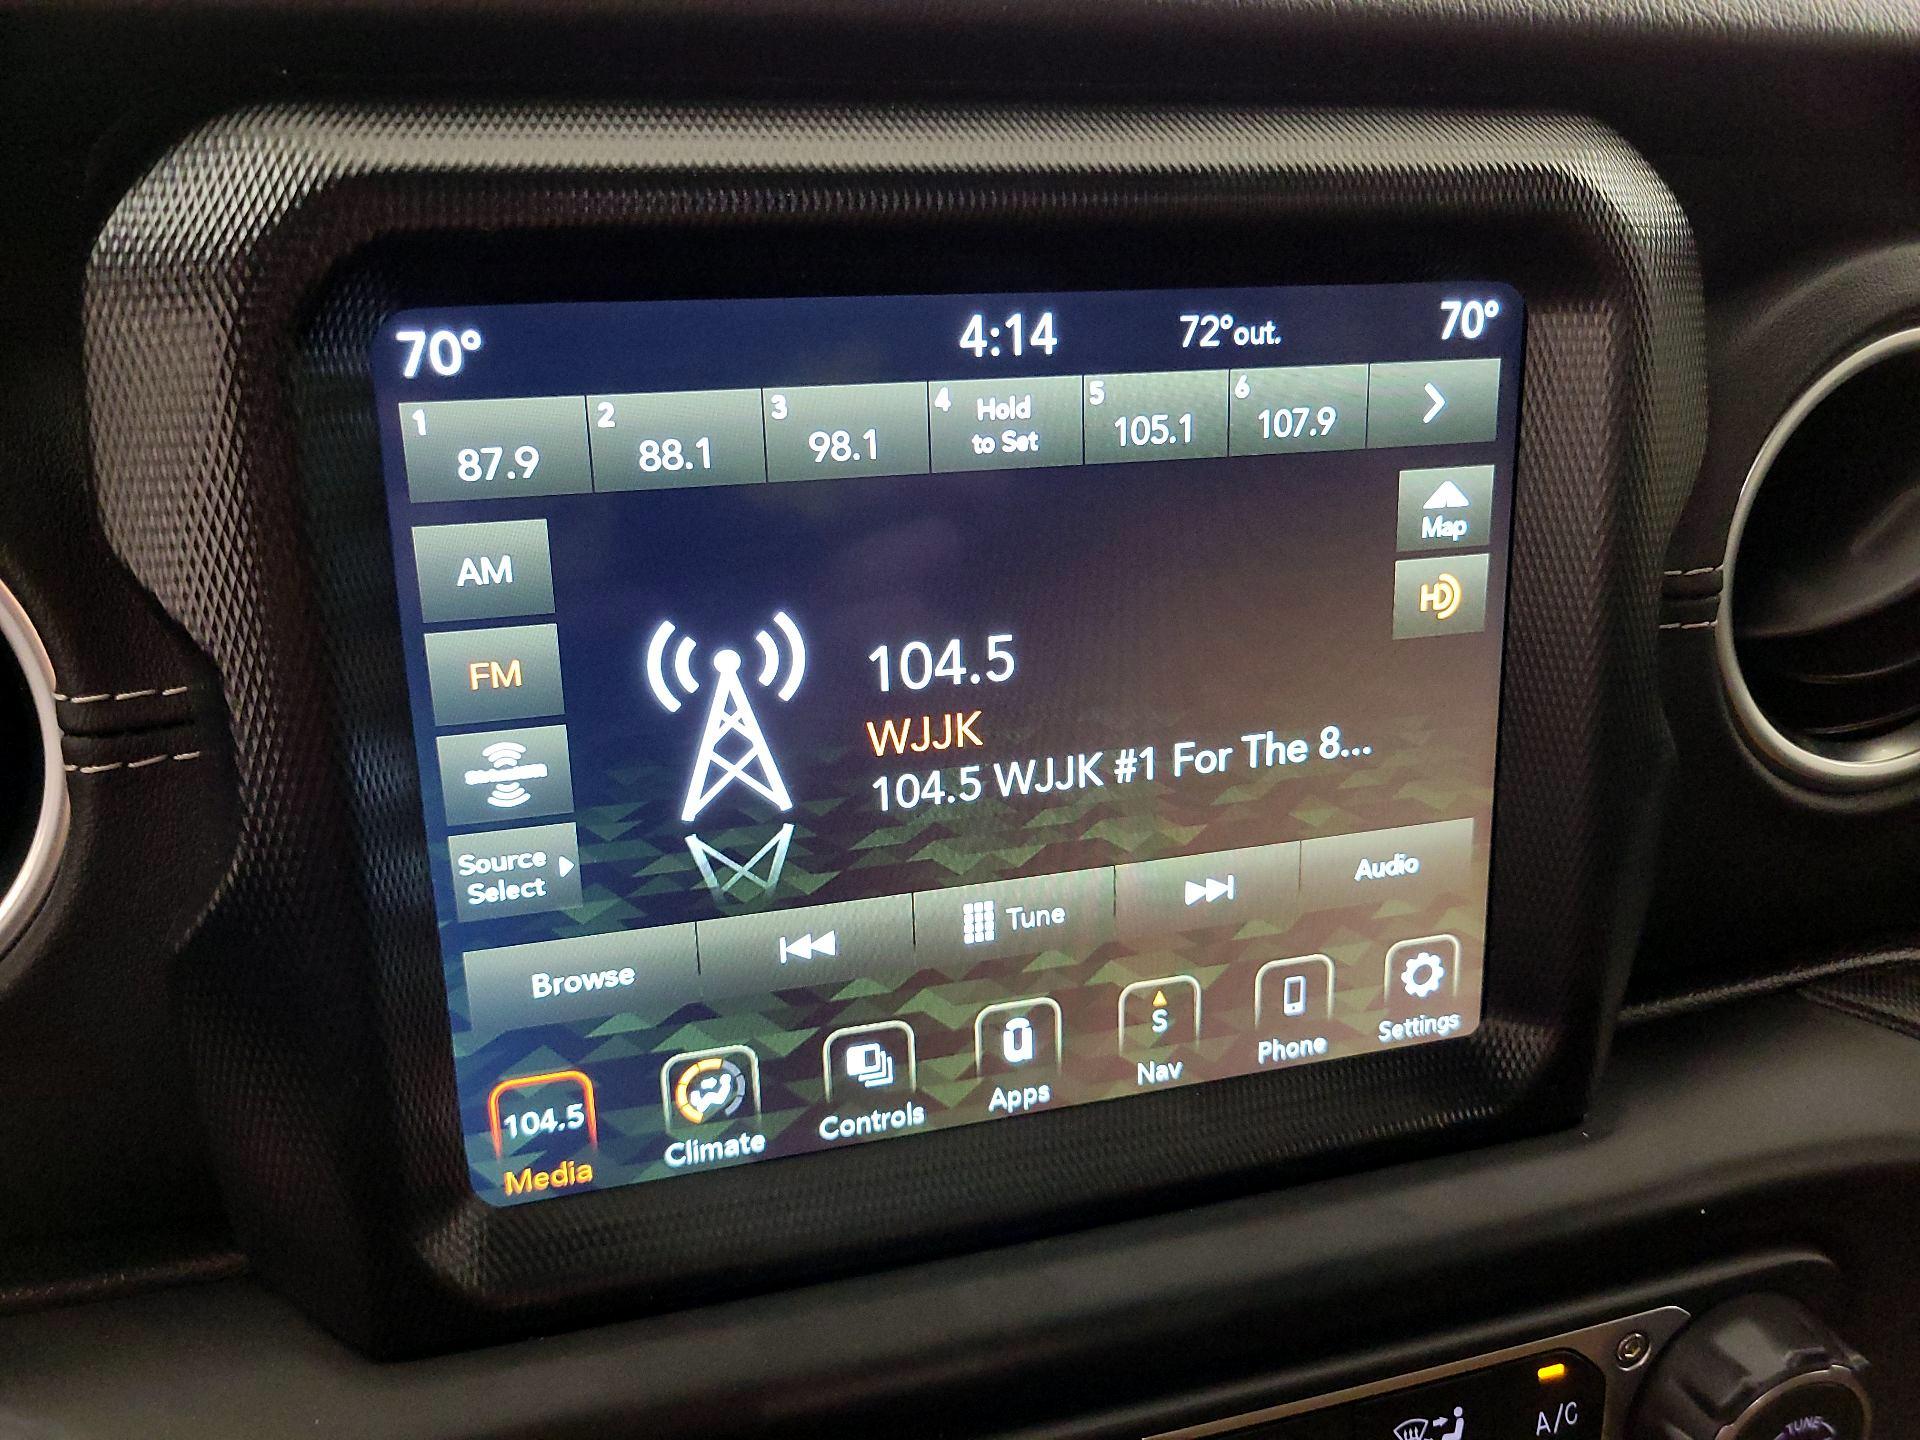 70°
4:14
72°out.
70°
1
87.9
2
88.1
3
98.1
4
Hold
to Set
5
105.1
6
107.9
AM
Map
HD
FM
104.5
WJJK
104.5 WJJK #1 For The 8...
Source
Select
Browse
Tune
Audio
104.5
Media
Climate
Controls
Apps
S
Nav
Phone
Settings
A/C
TUNE